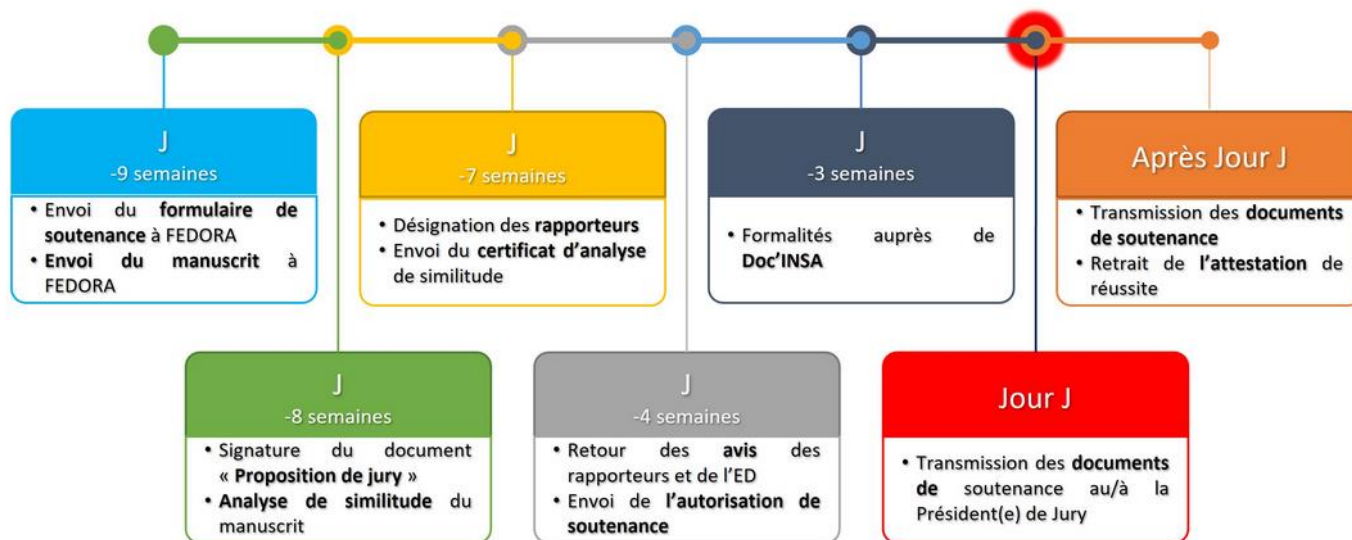 J
-9 semaines
• Envoi du formulaire de
soutenance à FEDORA
• Envoi du manuscrit à
FEDORA
J
-8 semaines
• Signature du document
« Proposition de jury »
• Analyse de similitude du
manuscrit
J
-7 semaines
• Désignation des rapporteurs
• Envoi du certificat d'analyse
de similitude
J
-4 semaines
• Retour des avis des
rapporteurs et de l'ED
• Envoi de l'autorisation de
soutenance
J
-3 semaines
• Formalités auprès de
Doc'INSA
Jour J
• Transmission des documents
de soutenance au/à la
Président(e) de Jury
Après Jour J
• Transmission des documents
de soutenance
• Retrait de l'attestation de
réussite